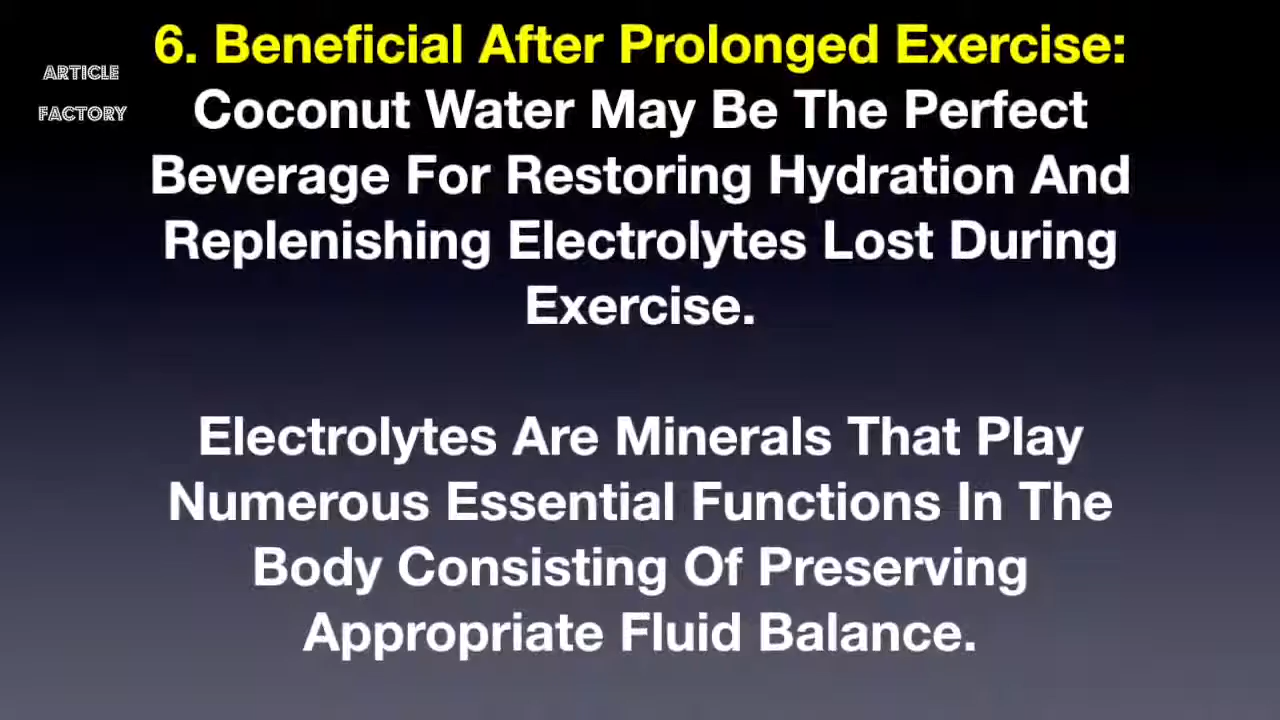 ARTICLE
FACTORY
6. Beneficial After Prolonged Exercise:
Coconut Water May Be The Perfect
Beverage For Restoring Hydration And
Replenishing Electrolytes Lost During
Exercise.
Electrolytes Are Minerals That Play
Numerous Essential Functions In The
Body Consisting Of Preserving
Appropriate Fluid Balance.